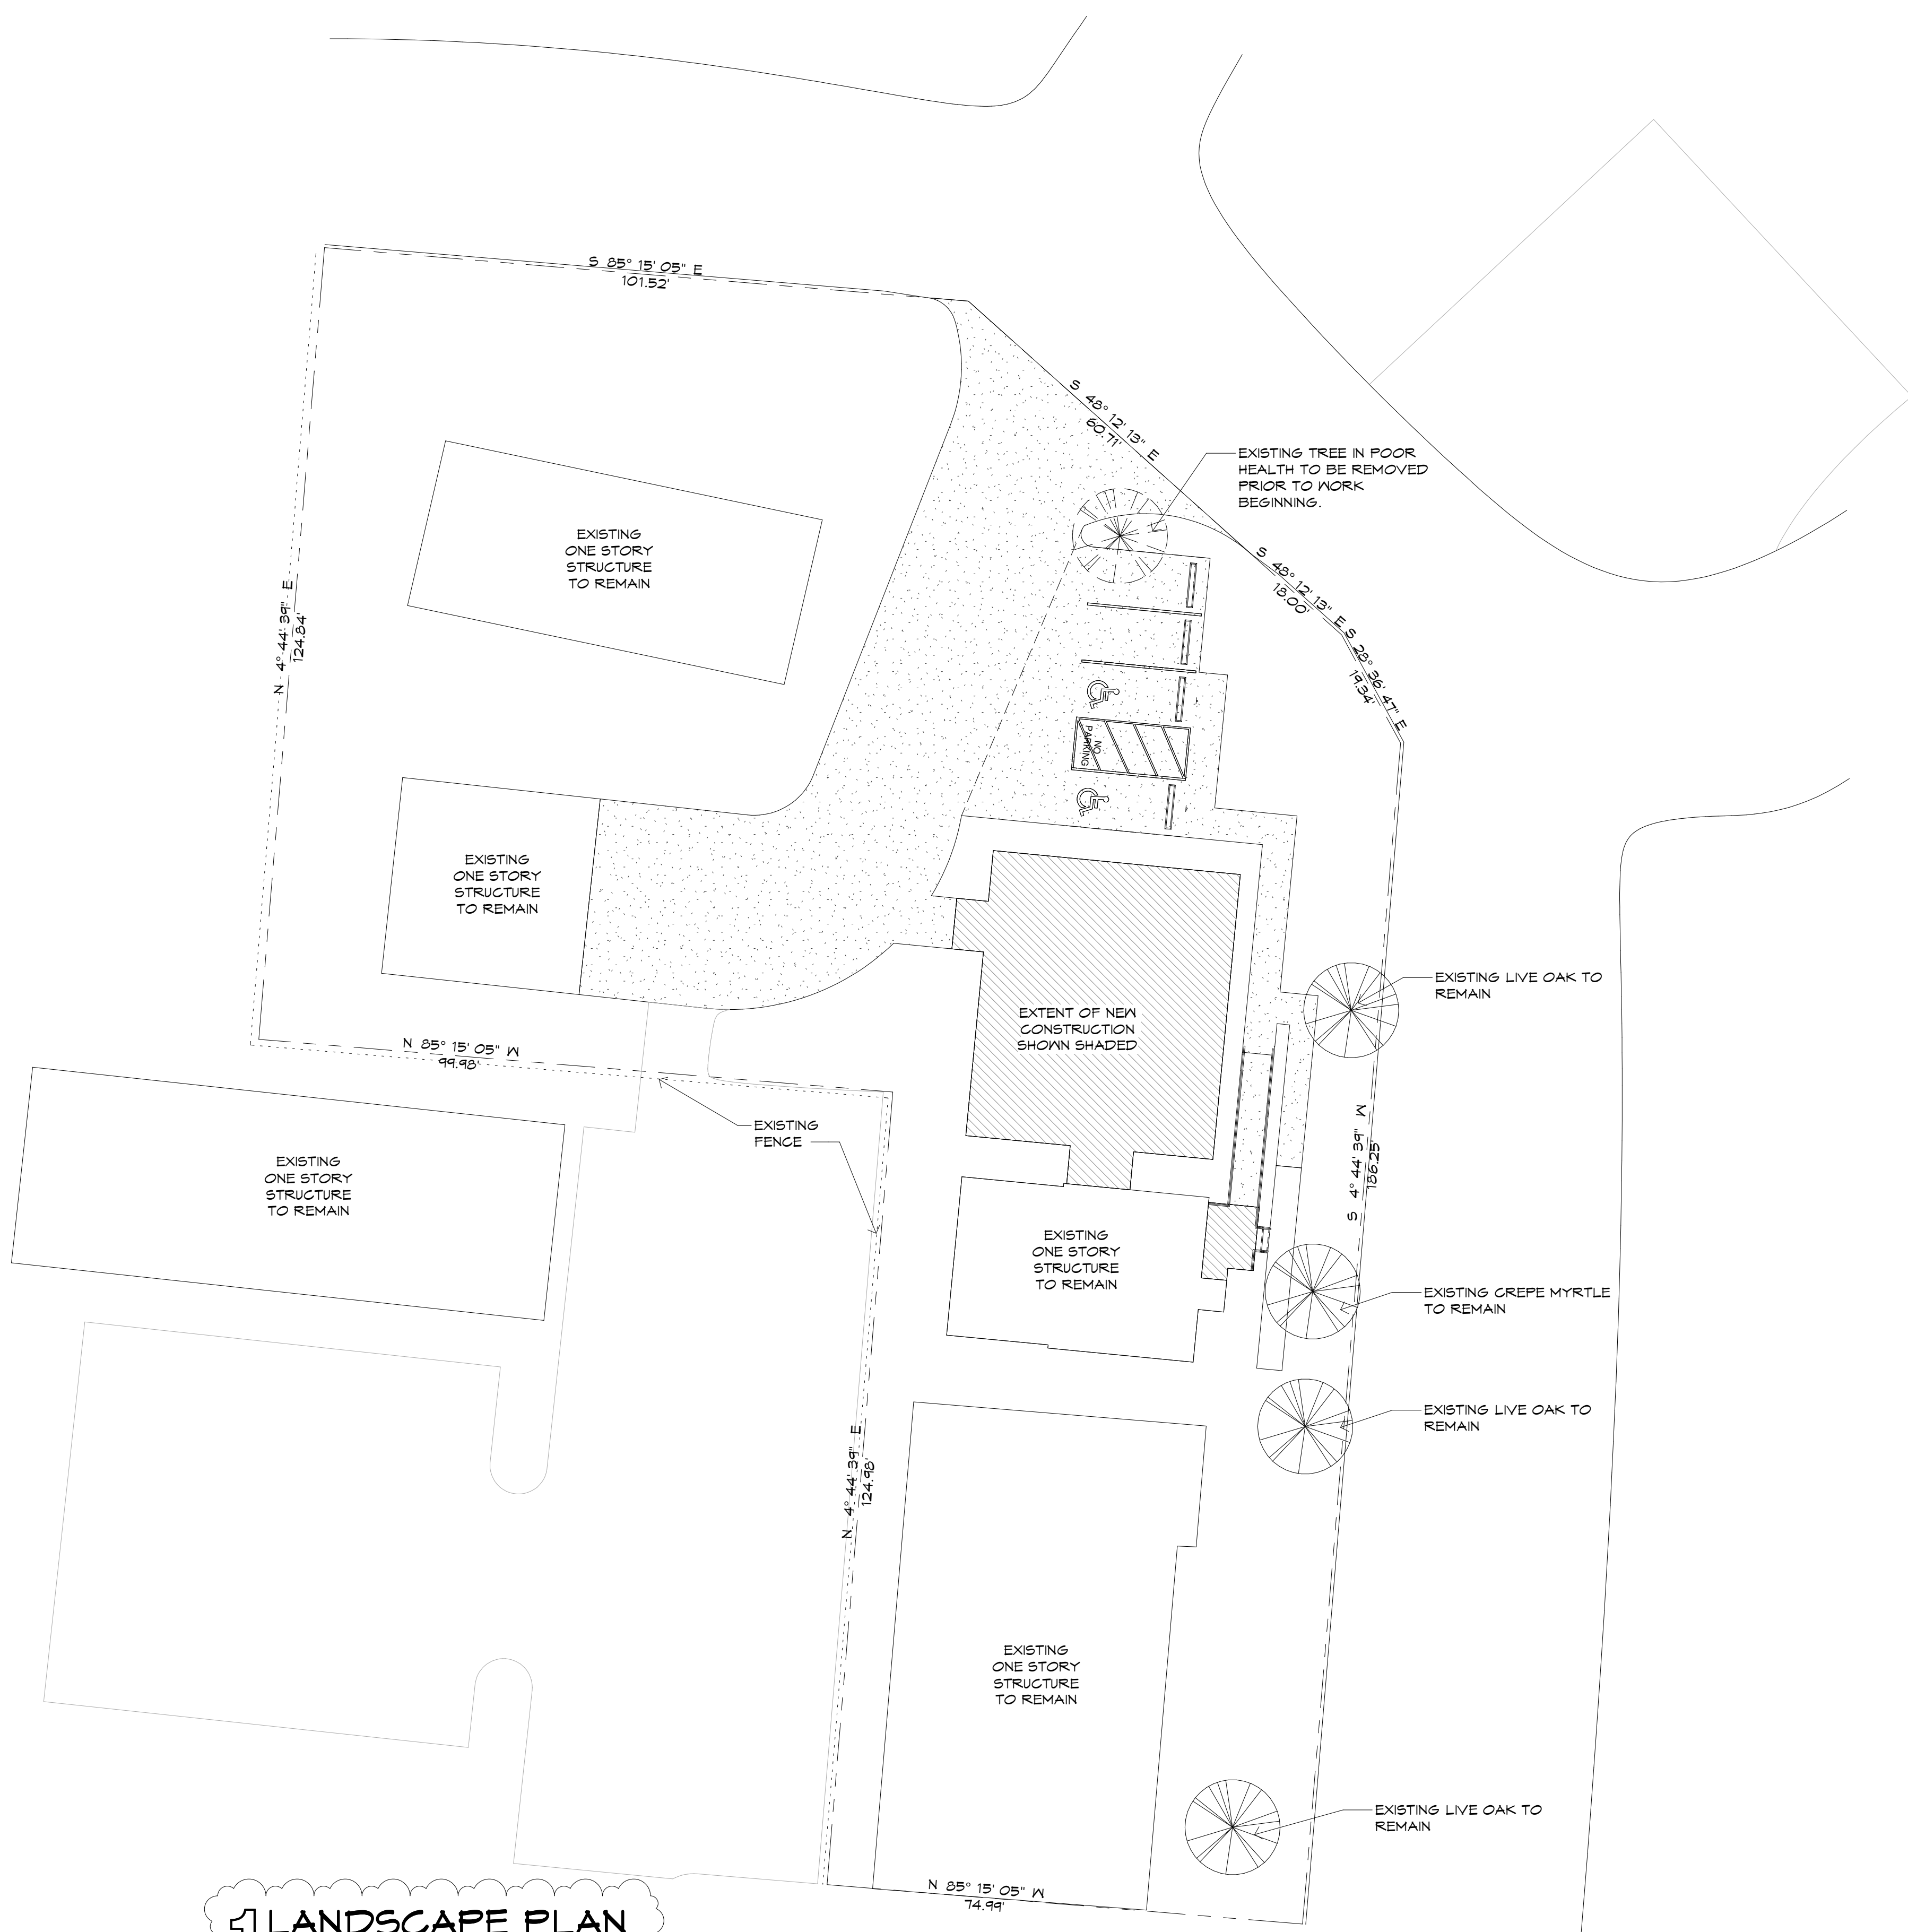 S 85° 15' 05" E
101.52'
S 48° 12' 13" E
60.71'
EXISTING TREE IN POOR
HEALTH TO BE REMOVED
PRIOR TO WORK
BEGINNING.
EXISTING
ONE STORY
STRUCTURE
TO REMAIN
S 48° 12' 13" E
18.00'
S 28° 36' 47" E
19.34'
N 4° 44' 39" E
124.84'
NO
PARKING
EXISTING
ONE STORY
STRUCTURE
TO REMAIN
EXISTING LIVE OAK TO
REMAIN
EXTENT OF NEW
CONSTRUCTION
SHOWN SHADED
N 85° 15' 05" W
99.98'
EXISTING
FENCE
S 4° 44' 39" W
186.25'
EXISTING
ONE STORY
STRUCTURE
TO REMAIN
EXISTING
ONE STORY
STRUCTURE
TO REMAIN
EXISTING CREPE MYRTLE
TO REMAIN
EXISTING LIVE OAK TO
REMAIN
N 4° 44' 39" E
124.98'
EXISTING
ONE STORY
STRUCTURE
TO REMAIN
EXISTING LIVE OAK TO
REMAIN
N 85° 15' 05" W
74.99'
1 LANDSCAPE PLAN